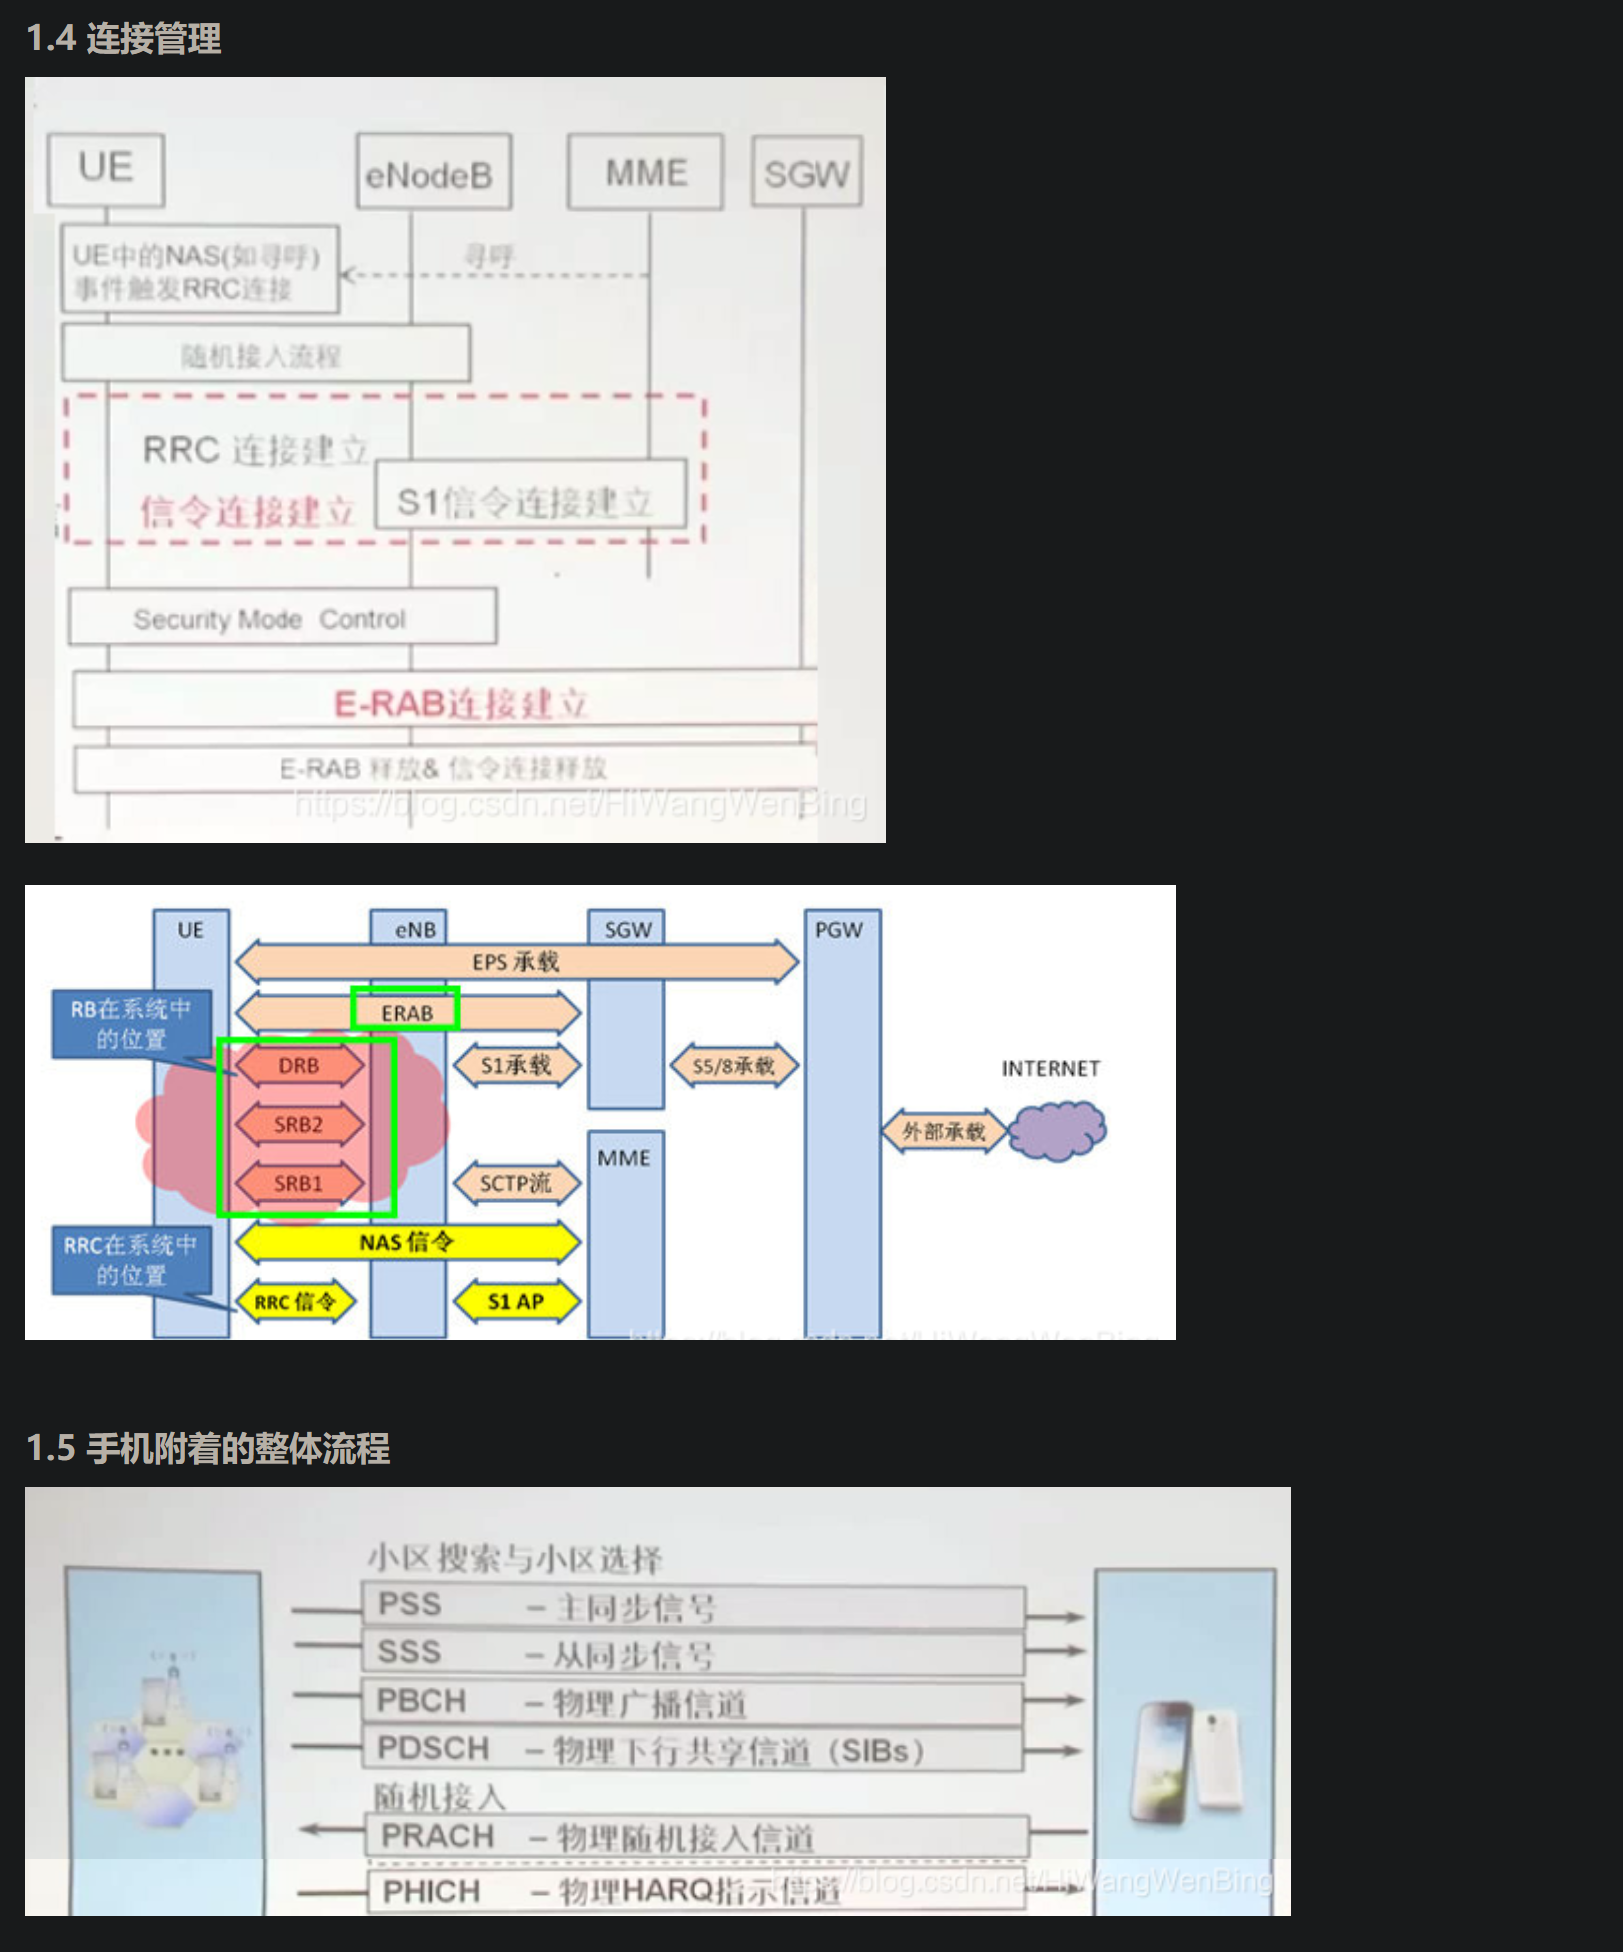 1.4 连接管理
UE
eNodeB
MME
SGW
UE中的NAS(如寻呼)
事件触发RRC连接
寻呼
随机接入流程
RRC 连接建立
信令连接建立
S1信令连接建立
Security Mode Control
E-RAB连接建立
E-RAB 释放& 信令连接释放
https://blog.csdn.net/HiWangWenBing
UE
eNB
SGW
PGW
EPS 承载
RB在系统中
的位置
ERAB
DRB
S1承载
S5/8承载
INTERNET
SRB2
外部承载
MME
SRB1
SCTP流
RRC在系统中
的位置
NAS 信令
RRC 信令
S1 AP
https://blog.csdn.net/HiWangWenBing
1.5 手机附着的整体流程
小区搜索与小区选择
PSS – 主同步信号
SSS – 从同步信号
PBCH – 物理广播信道
PDSCH – 物理下行共享信道（SIBs）
随机接入
PRACH – 物理随机接入信道
PHICH – 物理HARQ指示信道
https://blog.csdn.net/HiWangWenBing